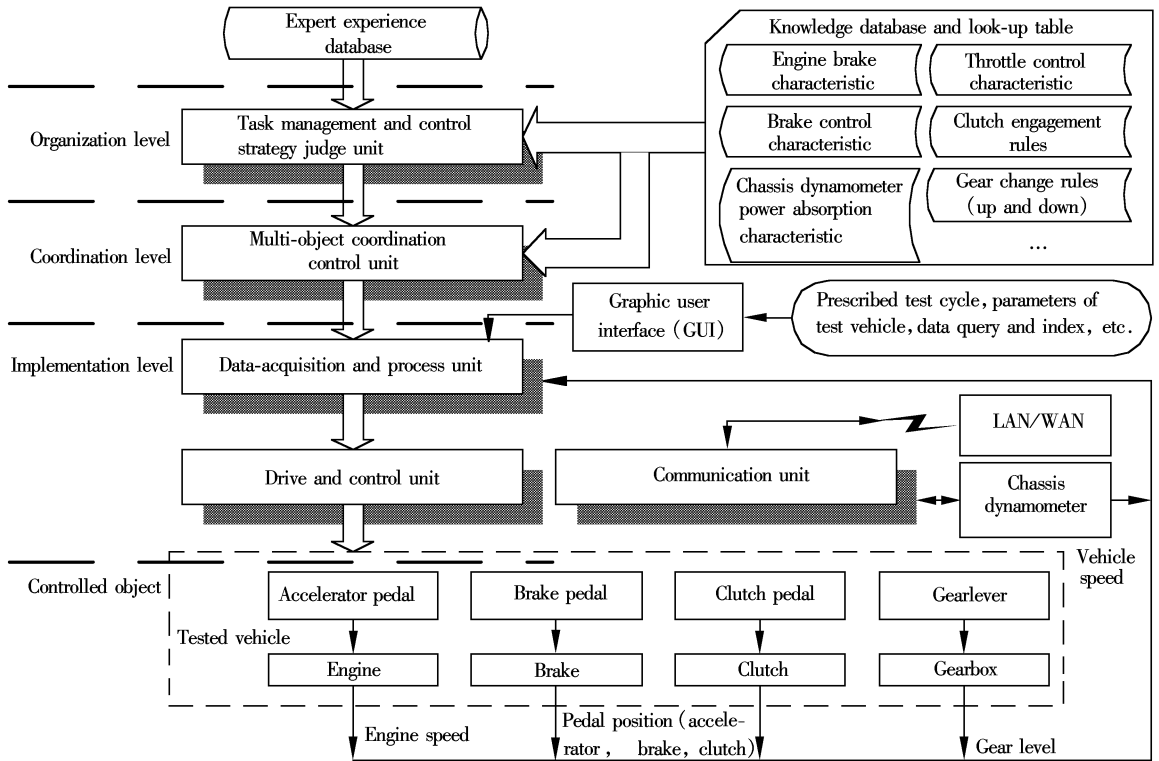 Expert experience
database
Knowledge database and look-up table
Engine brake
characteristic
Throttle control
characteristic
Brake control
characteristic
Clutch engagement
rules
Chassis dynamometer
power absorption
characteristic
Gear change rules
(up and down)
...
Organization level
Task management and control
strategy judge unit
Coordination level
Multi-object coordination
control unit
Graphic user
interface (GUI)
Prescribed test cycle, parameters of
test vehicle, data query and index, etc.
Implementation level
Data-acquisition and process unit
LAN/WAN
Drive and control unit
Communication unit
Chassis
dynamometer
Vehicle
speed
Controlled object
Accelerator pedal
Brake pedal
Clutch pedal
Gearlever
Tested vehicle
Engine
Brake
Clutch
Gearbox
Engine speed
Pedal position (accele-
rator, brake, clutch)
Gear level